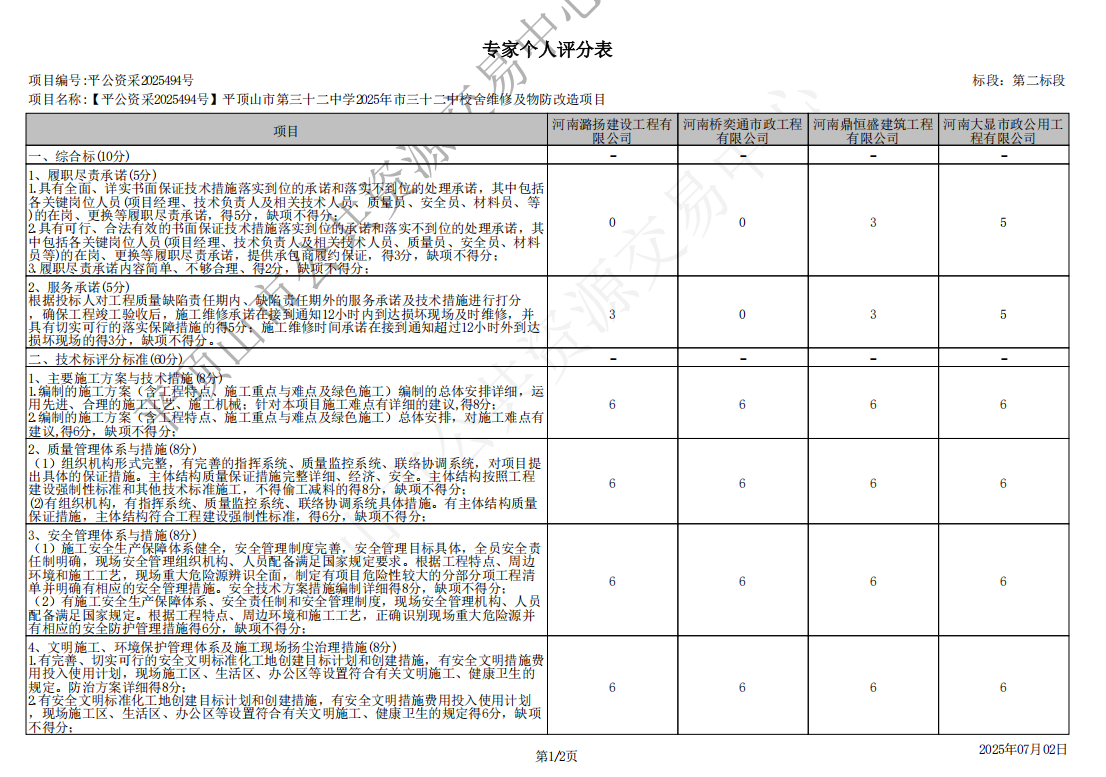 专家个人评分表
项目编号:平公资采2025494号
标段：第二标段
项目名称:【平公资采2025494号】平顶山市第三十二中学2025年市三十二中校舍维修及物防改造项目
项目
河南潞扬建设工程有
限公司
河南桥奕通市政工程
有限公司
河南鼎恒盛建筑工程
有限公司
河南大显市政公用工
程有限公司
一、综合标(10分)
-
-
-
-
1、履职尽责承诺(5分)
1.具有全面、详实书面保证技术措施落实到位的承诺和落实不到位的处理承诺，其中包括
各关键岗位人员(项目经理、技术负责人及相关技术人员、质量员、安全员、材料员、等
)的在岗、更换等履职尽责承诺，得5分，缺项不得分；
2.具有可行、合法有效的书面保证技术措施落实到位的承诺和落实不到位的处理承诺，其
中包括各关键岗位人员(项目经理、技术负责人及相关技术人员、质量员、安全员、材料
员等)的在岗、更换等履职尽责承诺，提供承包商履约保证，得3分，缺项不得分；
3.履职尽责承诺内容简单、不够合理、得2分，缺项不得分；
0
0
3
5
2、服务承诺(5分)
根据投标人对工程质量缺陷责任期内、缺陷责任期外的服务承诺及技术措施进行打分
，确保工程竣工验收后，施工维修承诺在接到通知12小时内到达损坏现场及时维修，并
具有切实可行的落实保障措施的得5分，施工维修时间承诺在接到通知超过12小时外到达
损坏现场的得3分，缺项不得分。
3
0
3
5
二、技术标评分标准(60分)
-
-
-
-
1、主要施工方案与技术措施(8分)
1.编制的施工方案（含工程特点、施工重点与难点及绿色施工）编制的总体安排详细，运
用先进、合理的施工工艺、施工机械；针对本项目施工难点有详细的建议,得8分；
2.编制的施工方案（含工程特点、施工重点与难点及绿色施工）总体安排，对施工难点有
建议,得6分，缺项不得分；
6
6
6
6
2、质量管理体系与措施(8分)
（1）组织机构形式完整，有完善的指挥系统、质量监控系统、联络协调系统，对项目提
出具体的保证措施。主体结构质量保证措施完整详细、经济、安全。主体结构按照工程
建设强制性标准和其他技术标准施工，不得偷工减料的得8分，缺项不得分；
(2)有组织机构，有指挥系统、质量监控系统、联络协调系统具体措施。有主体结构质量
保证措施，主体结构符合工程建设强制性标准，得6分，缺项不得分；
6
6
6
6
3、安全管理体系与措施(8分)
（1）施工安全生产保障体系健全，安全管理制度完善，安全管理目标具体，全员安全责
任制明确，现场安全管理组织机构、人员配备满足国家规定要求。根据工程特点、周边
环境和施工工艺，现场重大危险源辨识全面，制定有项目危险性较大的分部分项工程清
单并明确有相应的安全管理措施。安全技术方案措施编制详细得8分，缺项不得分；
（2）有施工安全生产保障体系、安全责任制和安全管理制度，现场安全管理机构、人员
配备满足国家规定。根据工程特点、周边环境和施工工艺，正确识别现场重大危险源并
有相应的安全防护管理措施得6分，缺项不得分；
6
6
6
6
4、文明施工、环境保护管理体系及施工现场扬尘治理措施(8分)
1.有完善、切实可行的安全文明标准化工地创建目标计划和创建措施，有安全文明措施费
用投入使用计划，现场施工区、生活区、办公区等设置符合有关文明施工、健康卫生的
规定。防治方案详细得8分；
2.有安全文明标准化工地创建目标计划和创建措施，有安全文明措施费用投入使用计划
，现场施工区、生活区、办公区等设置符合有关文明施工、健康卫生的规定得6分，缺项
不得分；
6
6
6
6
第1/2页
2025年07月02日
平顶山市公共资源交易中心